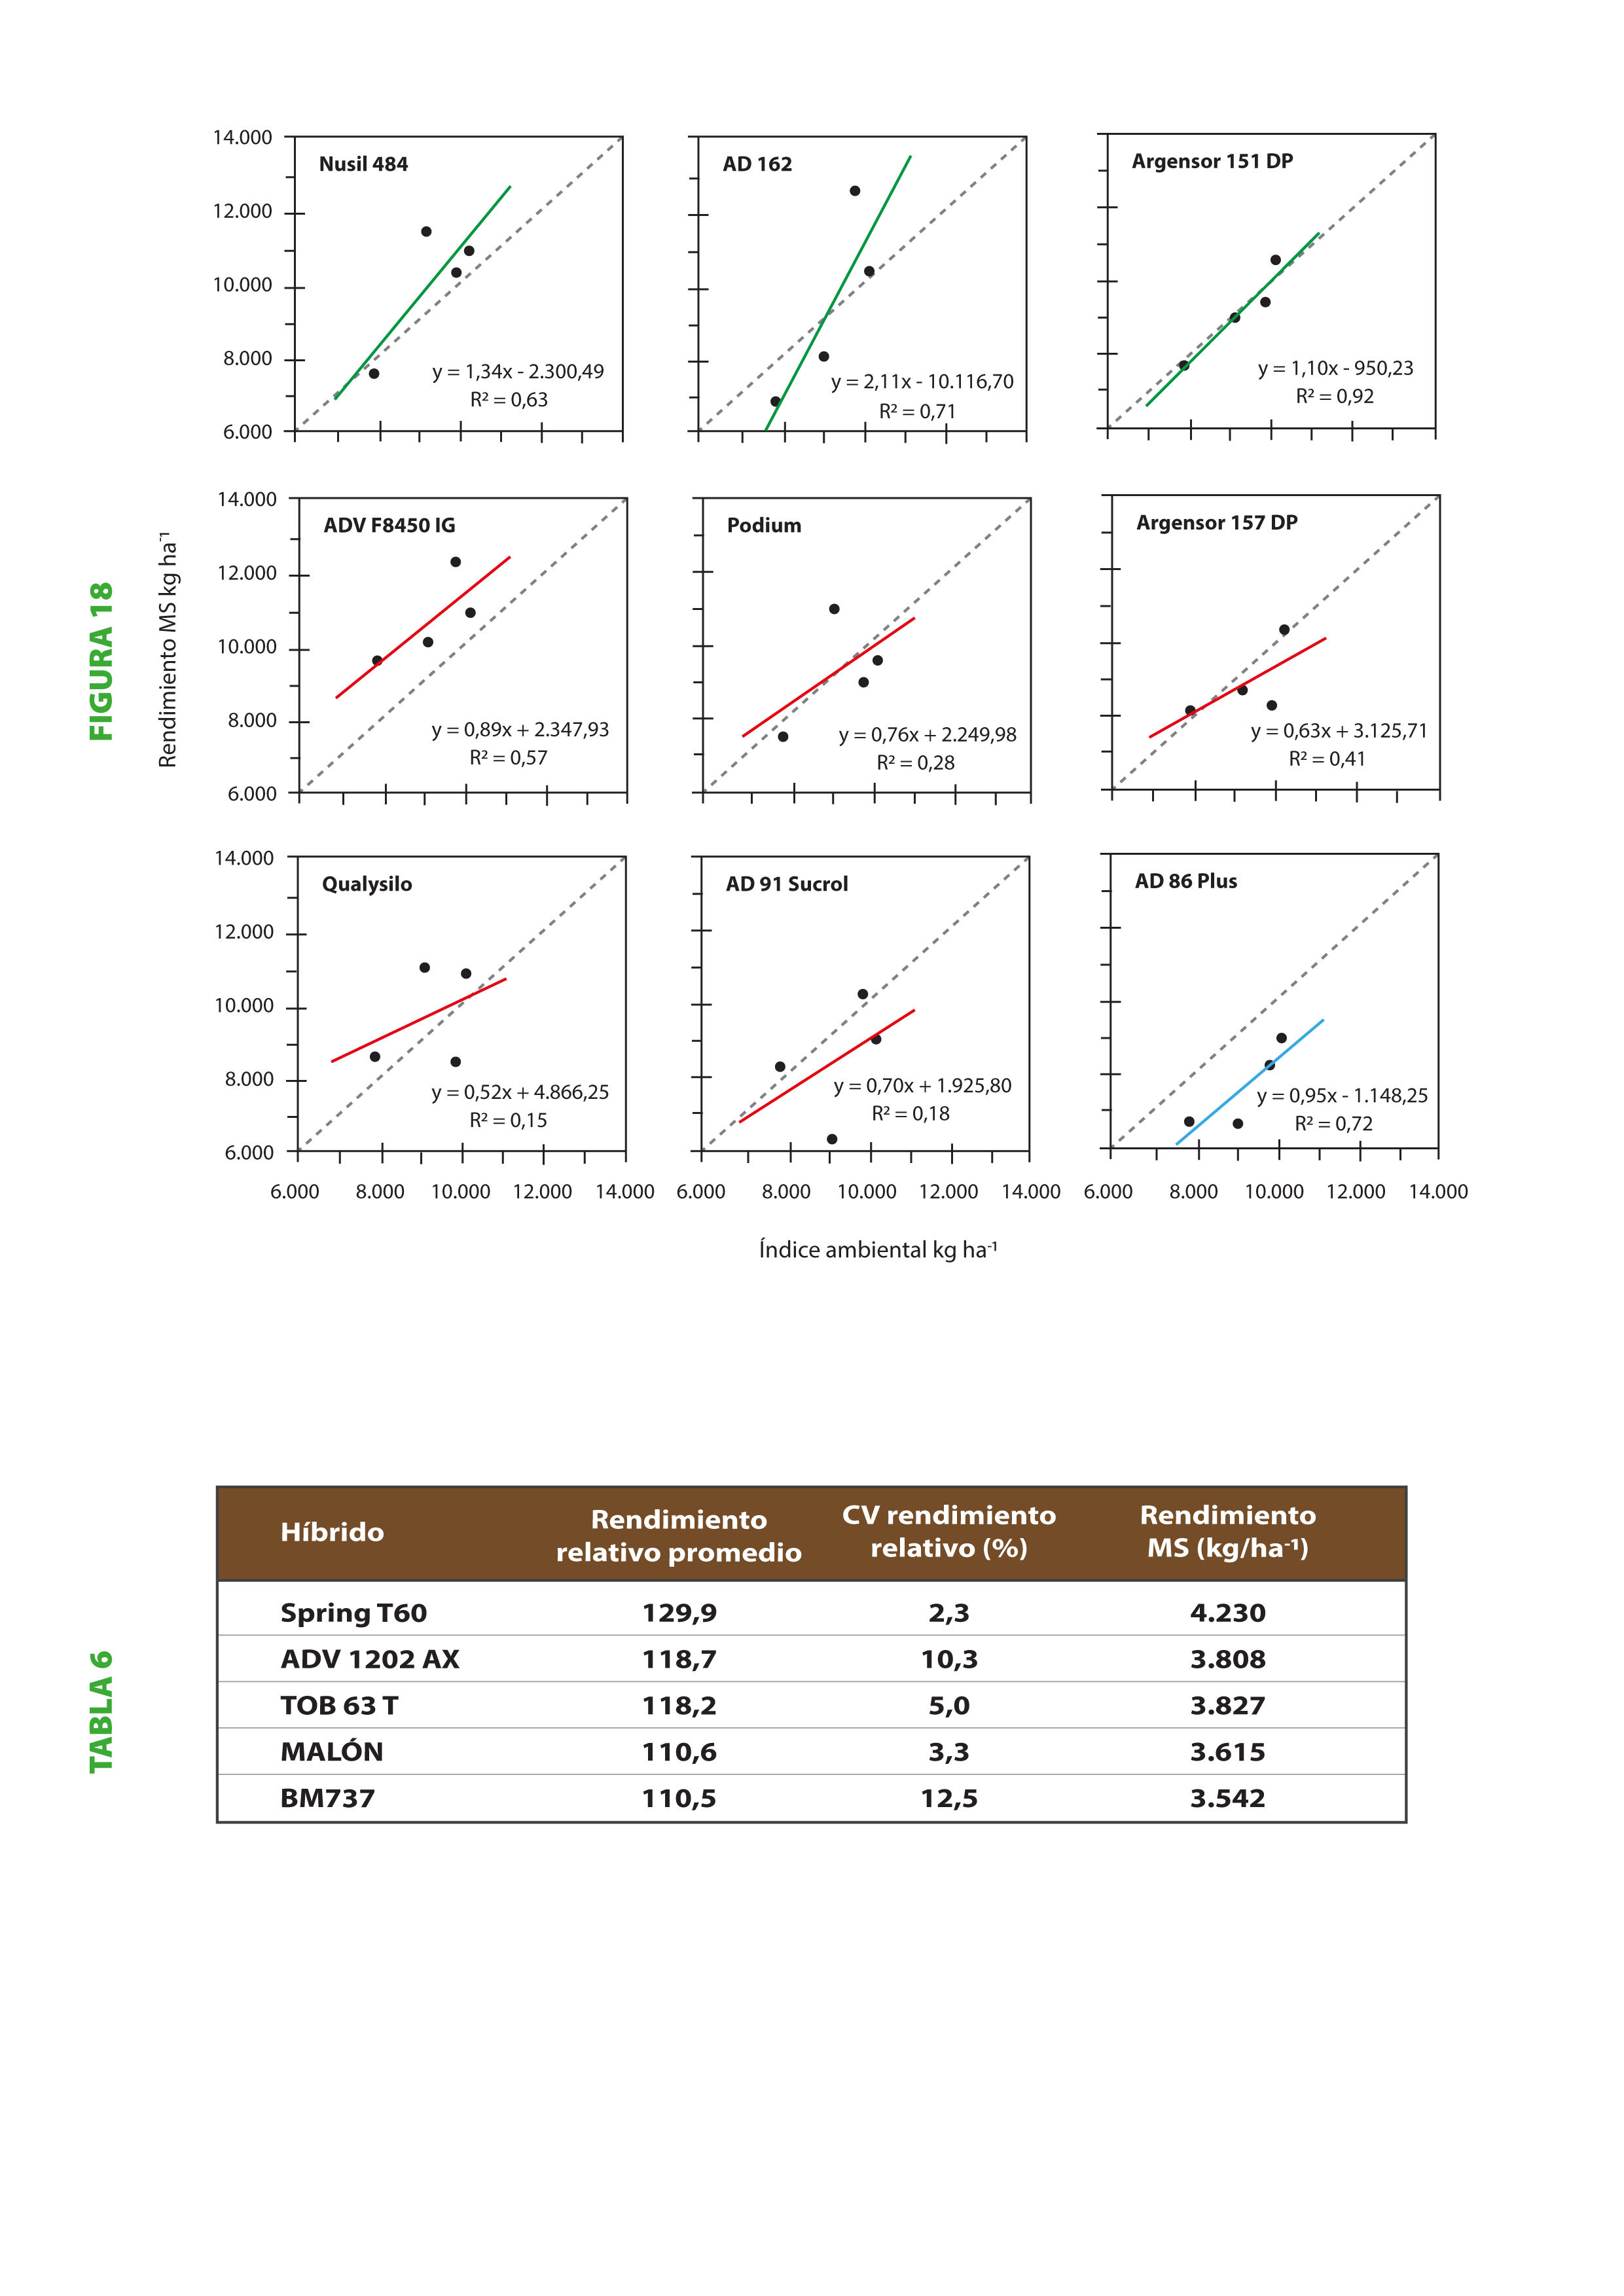 FIGURA 18
Rendimiento MS kg ha⁻¹
14.000
12.000
10.000
8.000
6.000
Nusil 484
y = 1,34x - 2.300,49
R² = 0,63
AD 162
y = 2,11x - 10.116,70
R² = 0,71
Argensor 151 DP
y = 1,10x - 950,23
R² = 0,92
14.000
12.000
10.000
8.000
6.000
ADV F8450 IG
y = 0,89x + 2.347,93
R² = 0,57
Podium
y = 0,76x + 2.249,98
R² = 0,28
Argensor 157 DP
y = 0,63x + 3.125,71
R² = 0,41
14.000
12.000
10.000
8.000
6.000
Qualysilo
y = 0,52x + 4.866,25
R² = 0,15
AD 91 Sucrol
y = 0,70x + 1.925,80
R² = 0,18
AD 86 Plus
y = 0,95x - 1.148,25
R² = 0,72
6.000 8.000 10.000 12.000 14.000 6.000 8.000 10.000 12.000 14.000 6.000 8.000 10.000 12.000 14.000
Índice ambiental kg ha⁻¹
TABLA 6
Híbrido
Rendimiento
relativo promedio
CV rendimiento
relativo (%)
Rendimiento
MS (kg/ha⁻¹)
Spring T60 129,9 2,3 4.230
ADV 1202 AX 118,7 10,3 3.808
TOB 63 T 118,2 5,0 3.827
MALÓN 110,6 3,3 3.615
BM737 110,5 12,5 3.542